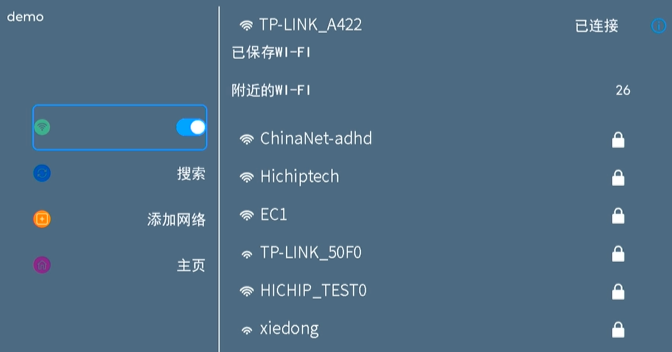 demo
搜索
添加网络
主页
TP-LINK_A422 已连接
已保存WI-FI
附近的WI-FI 26
ChinaNet-adhd
Hichiptech
EC1
TP-LINK_50F0
HICHIP_TEST0
xiedong